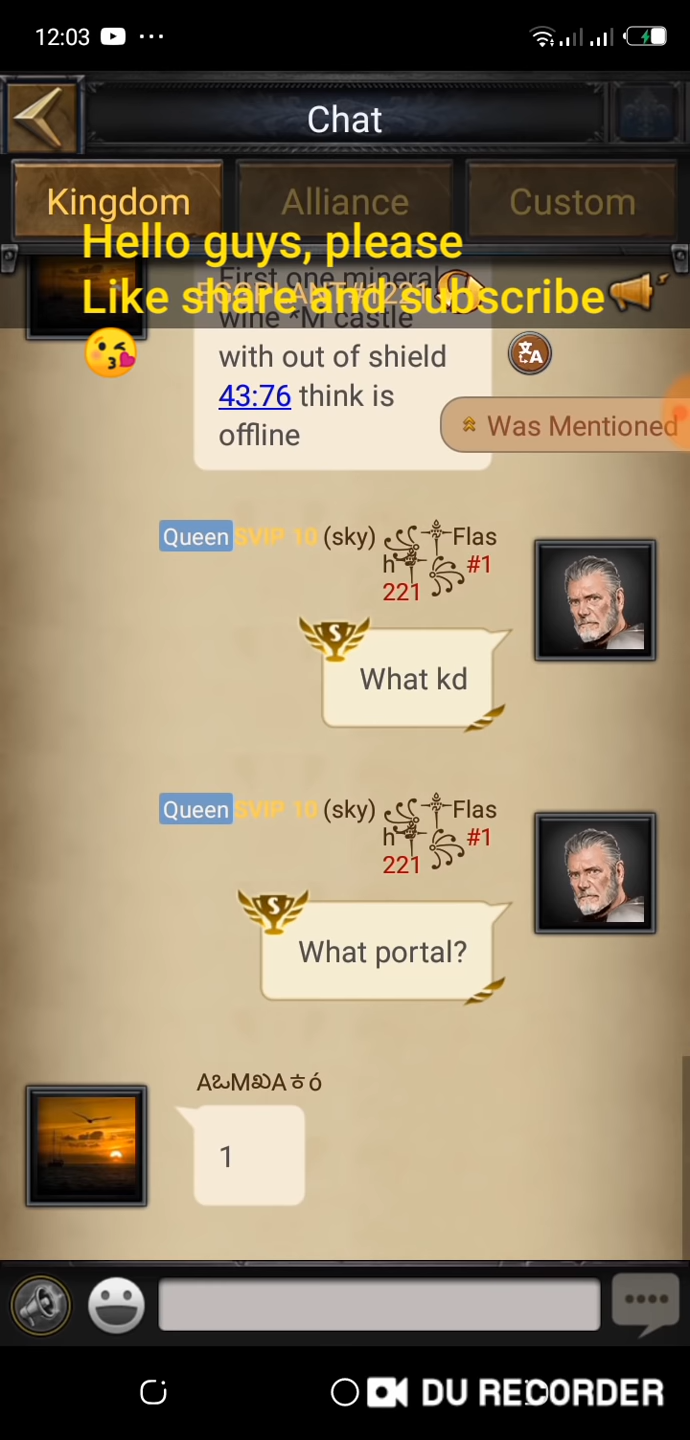 12:03
Chat
Kingdom
Alliance
Custom
Hello guys, please
Like share and subscribe
First one mineral
wine *M castle
with out of shield
43:76 think is
offline
Was Mentioned
Queen SVIP 10 (sky) Flas
h #1
221
What kd
Queen SVIP 10 (sky) Flas
h #1
221
What portal?
1
DU RECORDER